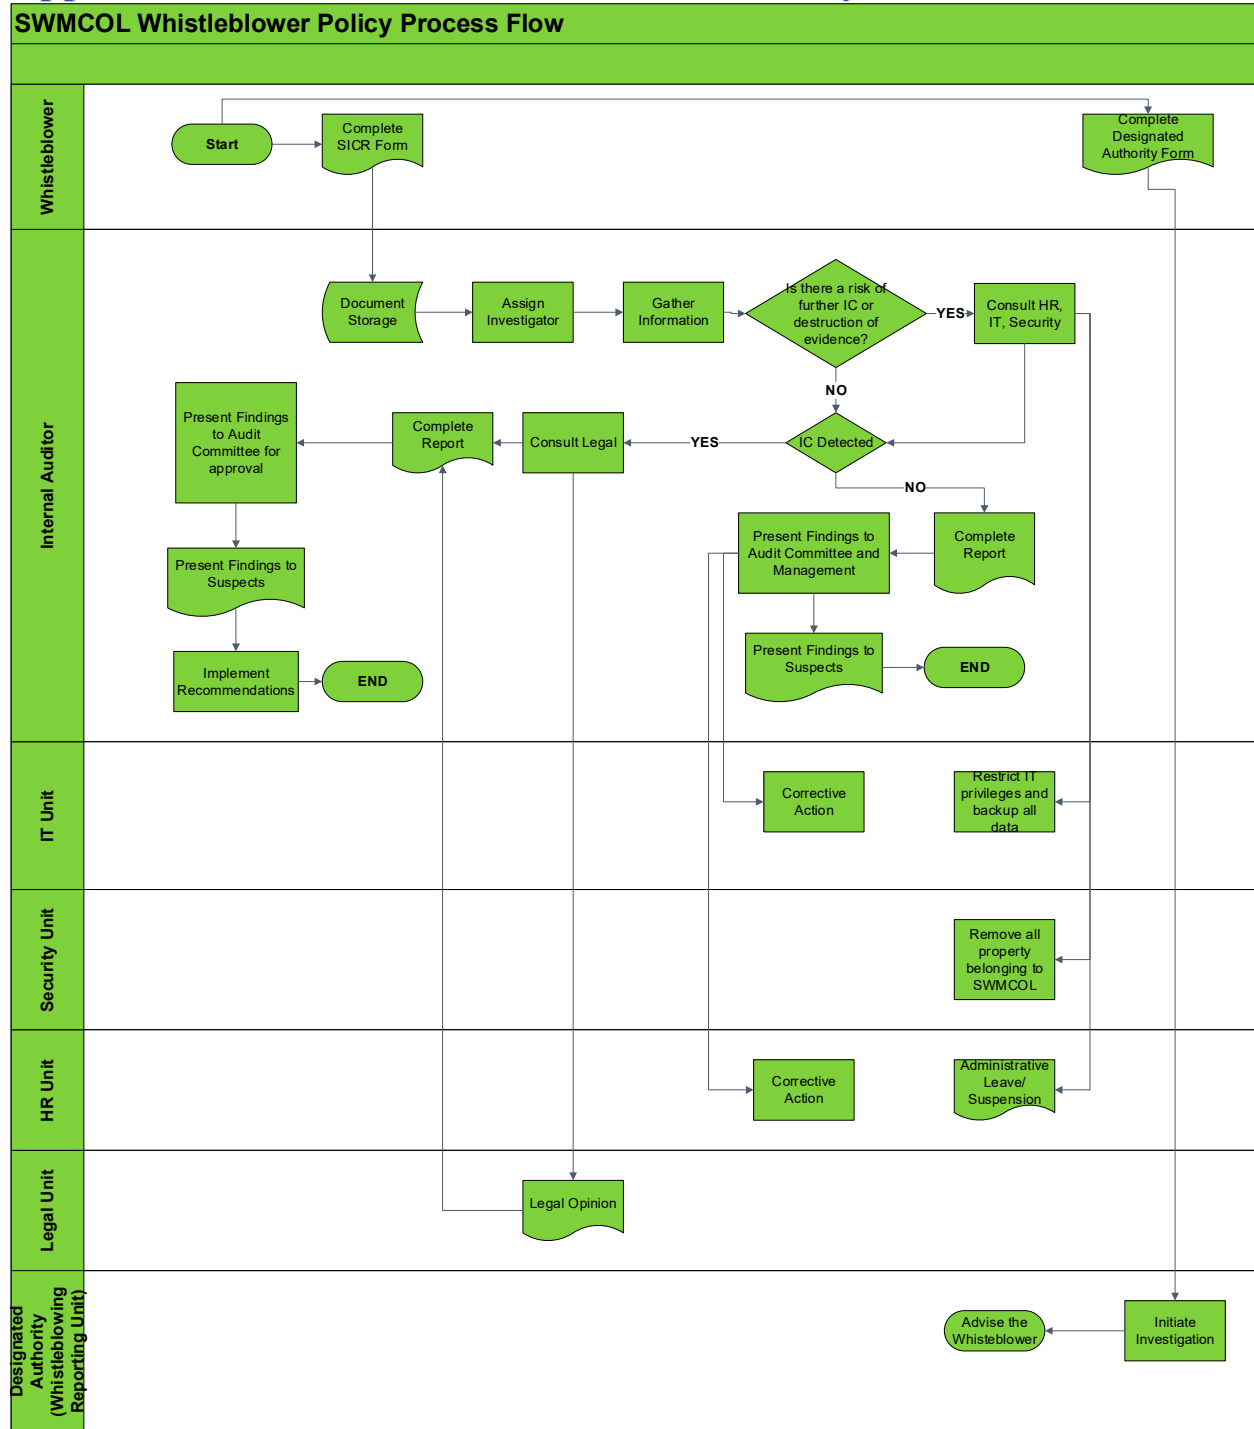 SWMCOL Whistleblower Policy Process Flow
Whistleblower
Start
Complete
SICR Form
Complete
Designated
Authority Form
Internal Auditor
Document
Storage
Assign
Investigator
Gather
Information
Is there a risk of
further IC or
destruction of
evidence?
YES
Consult HR,
IT, Security
NO
Present Findings
to Audit
Committee for
approval
Complete
Report
Consult Legal
YES
IC Detected
NO
Present Findings to
Audit Committee and
Management
Complete
Report
Present Findings to
Suspects
Implement
Recommendations
END
Present Findings to
Suspects
END
IT Unit
Corrective
Action
Restrict IT
privileges and
backup all
data
Security Unit
Remove all
property
belonging to
SWMCOL
HR Unit
Corrective
Action
Administrative
Leave/
Suspension
Legal Unit
Legal Opinion
Designated
Authority
(Whistleblowing
Reporting Unit)
Advise the
Whisteblower
Initiate
Investigation